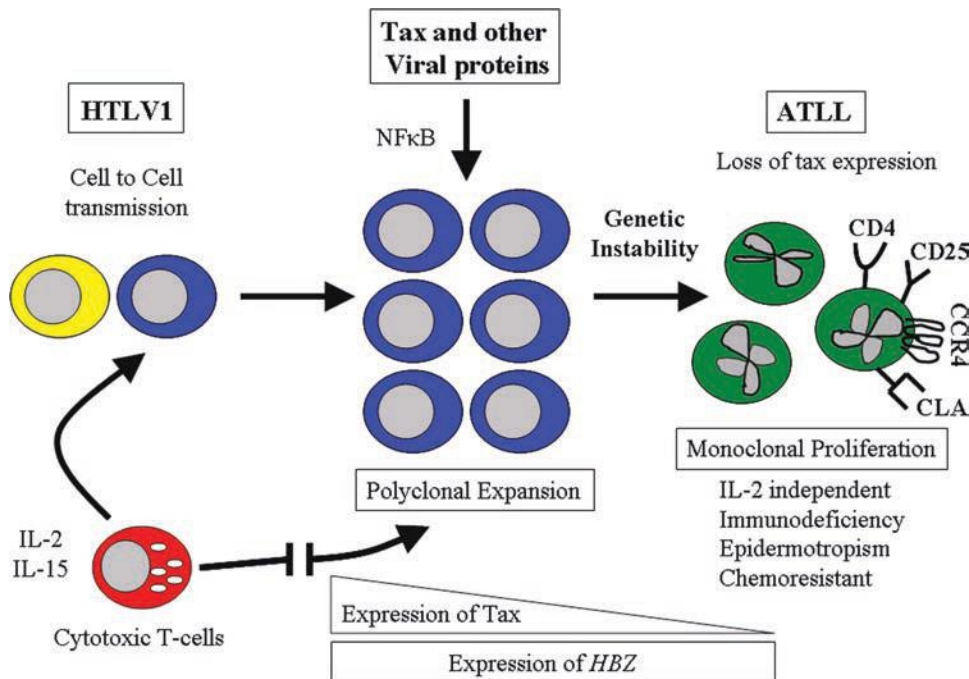 HTLV1
Cell to Cell
transmission
Tax and other
Viral proteins
NFκB
Genetic
Instability
ATLL
Loss of tax expression
CD4
CD25
CCR4
CLA
Polyclonal Expansion
Monoclonal Proliferation
IL-2 independent
Immunodeficiency
Epidermotropism
Chemoresistant
IL-2
IL-15
Cytotoxic T-cells
Expression of Tax
Expression of HBZ